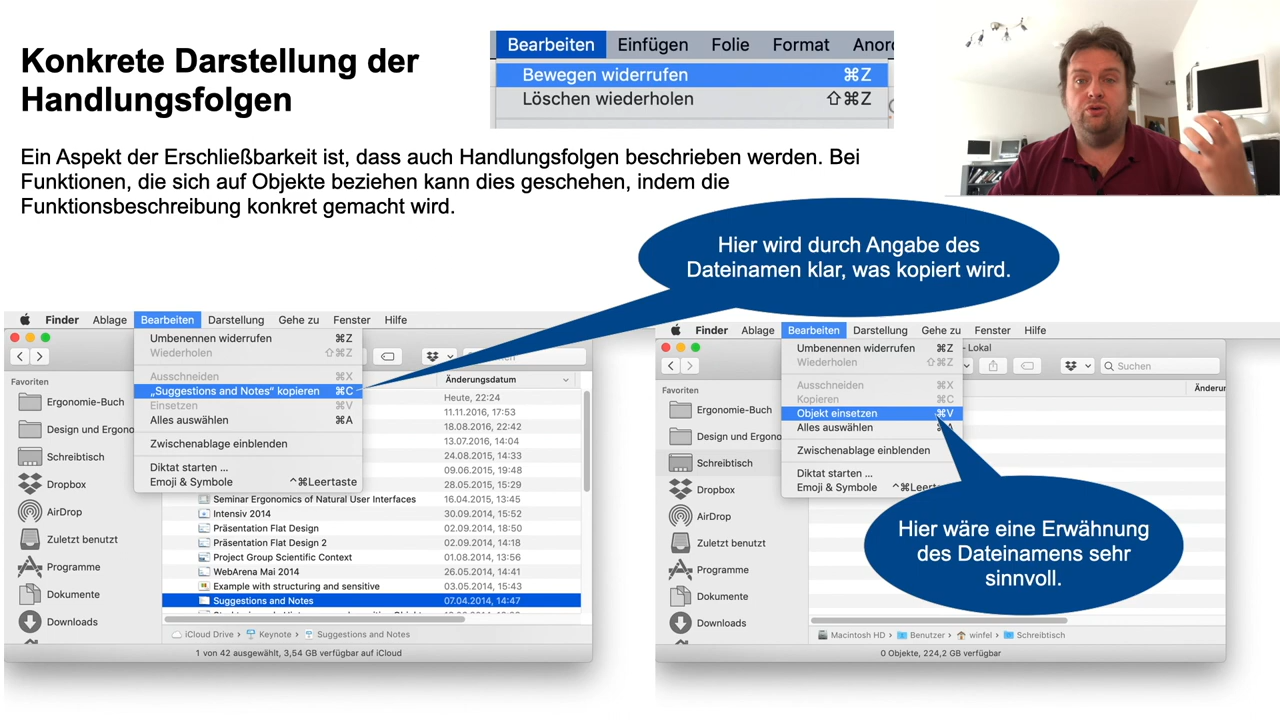 Konkrete Darstellung der
Handlungsfolgen
Bearbeiten Einfügen Folie Format Anor
Bewegen widerrufen ⌘Z
Löschen wiederholen ⇧⌘Z
Ein Aspekt der Erschließbarkeit ist, dass auch Handlungsfolgen beschrieben werden. Bei
Funktionen, die sich auf Objekte beziehen kann dies geschehen, indem die
Funktionsbeschreibung konkret gemacht wird.
Hier wird durch Angabe des
Dateinamen klar, was kopiert wird.
Finder Ablage Bearbeiten Darstellung Gehe zu Fenster Hilfe
Umbenennen widerrufen ⌘Z
Wiederholen ⇧⌘Z
Ausschneiden ⌘X
„Suggestions and Notes“ kopieren ⌘C
Einsetzen ⌘V
Alles auswählen ⌘A
Zwischenablage einblenden
Diktat starten ...
Emoji & Symbole ^⌘Leertaste
Favoriten
Ergonomie-Buch
Design und Ergono
Schreibtisch
Dropbox
AirDrop
Zuletzt benutzt
Programme
Dokumente
Downloads
Änderungsdatum
Heute, 22:24
11.11.2016, 17:53
18.08.2016, 22:42
13.07.2016, 14:04
24.08.2015, 14:33
09.06.2015, 19:48
28.05.2015, 15:29
Seminar Ergonomics of Natural User Interfaces 16.04.2015, 13:45
Intensiv 2014 30.09.2014, 15:52
Präsentation Flat Design 02.09.2014, 18:50
Präsentation Flat Design 2 02.09.2014, 14:18
Project Group Scientific Context 01.08.2014, 13:56
WebArena Mai 2014 26.05.2014, 14:41
Example with structuring and sensitive 03.05.2014, 15:43
Suggestions and Notes 07.04.2014, 14:47
iCloud Drive › Keynote › Suggestions and Notes
1 von 42 ausgewählt, 3,54 GB verfügbar auf iCloud
Finder Ablage Bearbeiten Darstellung Gehe zu Fenster Hilfe
Umbenennen widerrufen ⌘Z
Wiederholen ⇧⌘Z
Ausschneiden ⌘X
Kopieren ⌘C
Objekt einsetzen ⌘V
Alles auswählen
Zwischenablage einblenden
Diktat starten ...
Emoji & Symbole ^⌘Leert
- Lokal
Suchen
Änderur
Favoriten
Ergonomie-Buch
Design und Ergono
Schreibtisch
Dropbox
AirDrop
Zuletzt benutzt
Programme
Dokumente
Downloads
Hier wäre eine Erwähnung
des Dateinamens sehr
sinnvoll.
Macintosh HD › Benutzer › winfel › Schreibtisch
0 Objekte, 224,2 GB verfügbar